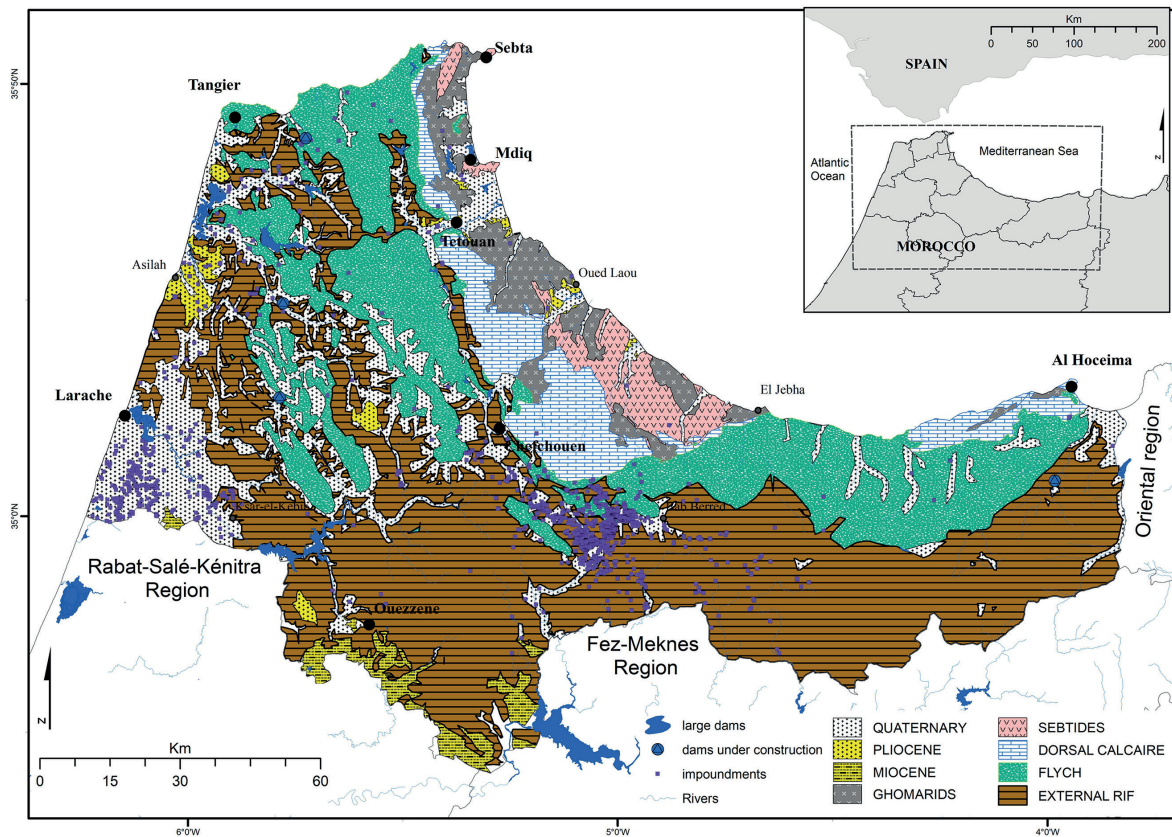 Km
0 50 100 200
SPAIN
Atlantic
Ocean
Mediterranean Sea
MOROCCO
N
35°50'N
Sebta
Tangier
Mdiq
Tetouan
Asilah
Oued Laou
Al Hoceima
El Jebha
Larache
Chefchouen
35°0'N
Ksar-el-Kebir
Bab Berred
Oriental region
Rabat-Salé-Kénitra
Region
Ouezzene
Fez-Meknes
Region
N
Km
0 15 30 60
large dams
dams under construction
impoundments
Rivers
QUATERNARY
PLIOCENE
MIOCENE
GHOMARIDS
SEBTIDES
DORSAL CALCAIRE
FLYCH
EXTERNAL RIF
6°0'W
5°0'W
4°0'W